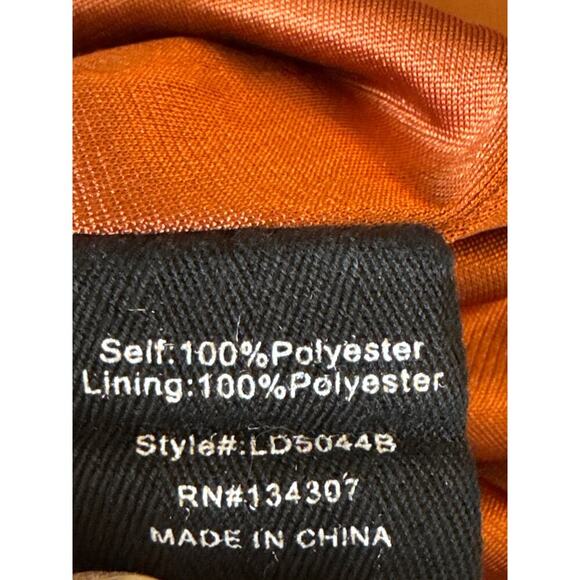 Self:100%Polyester
Lining:100%Polyester
Style#:LD5044B
RN#134307
MADE IN CHINA